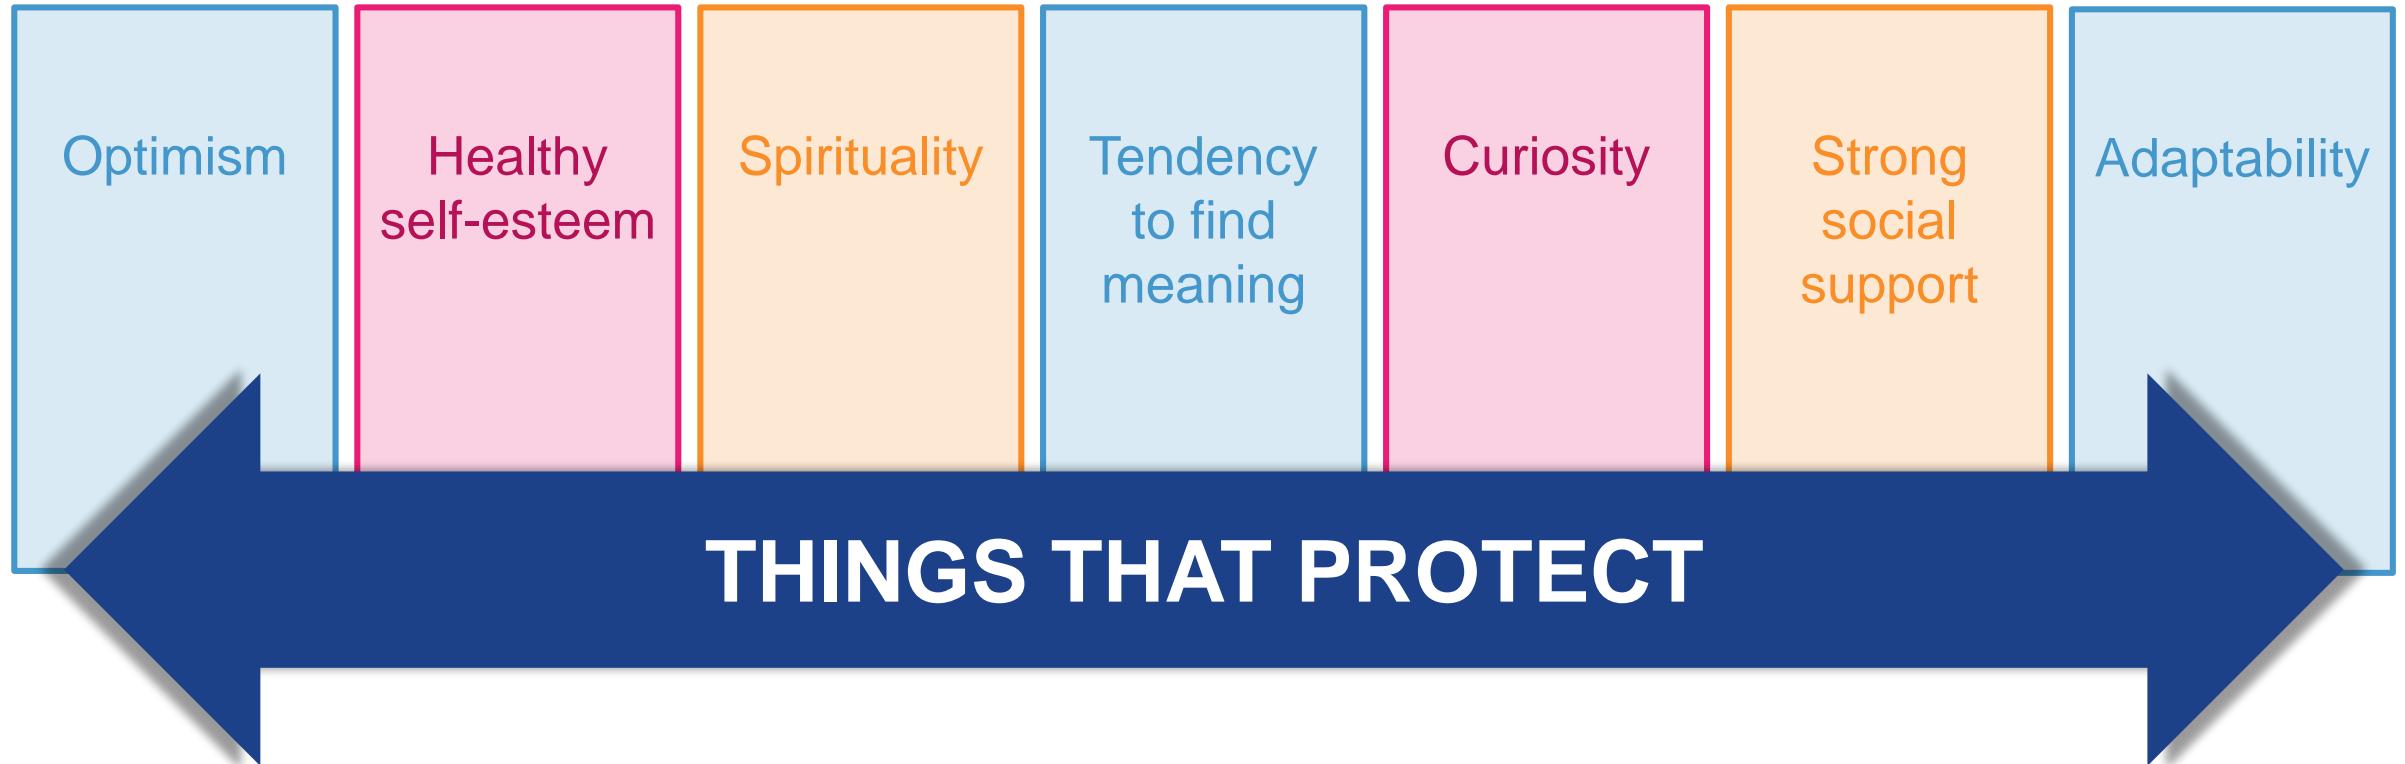 Optimism
Healthy
self-esteem
Spirituality
Tendency
to find
meaning
Curiosity
Strong
social
support
Adaptability
THINGS THAT PROTECT